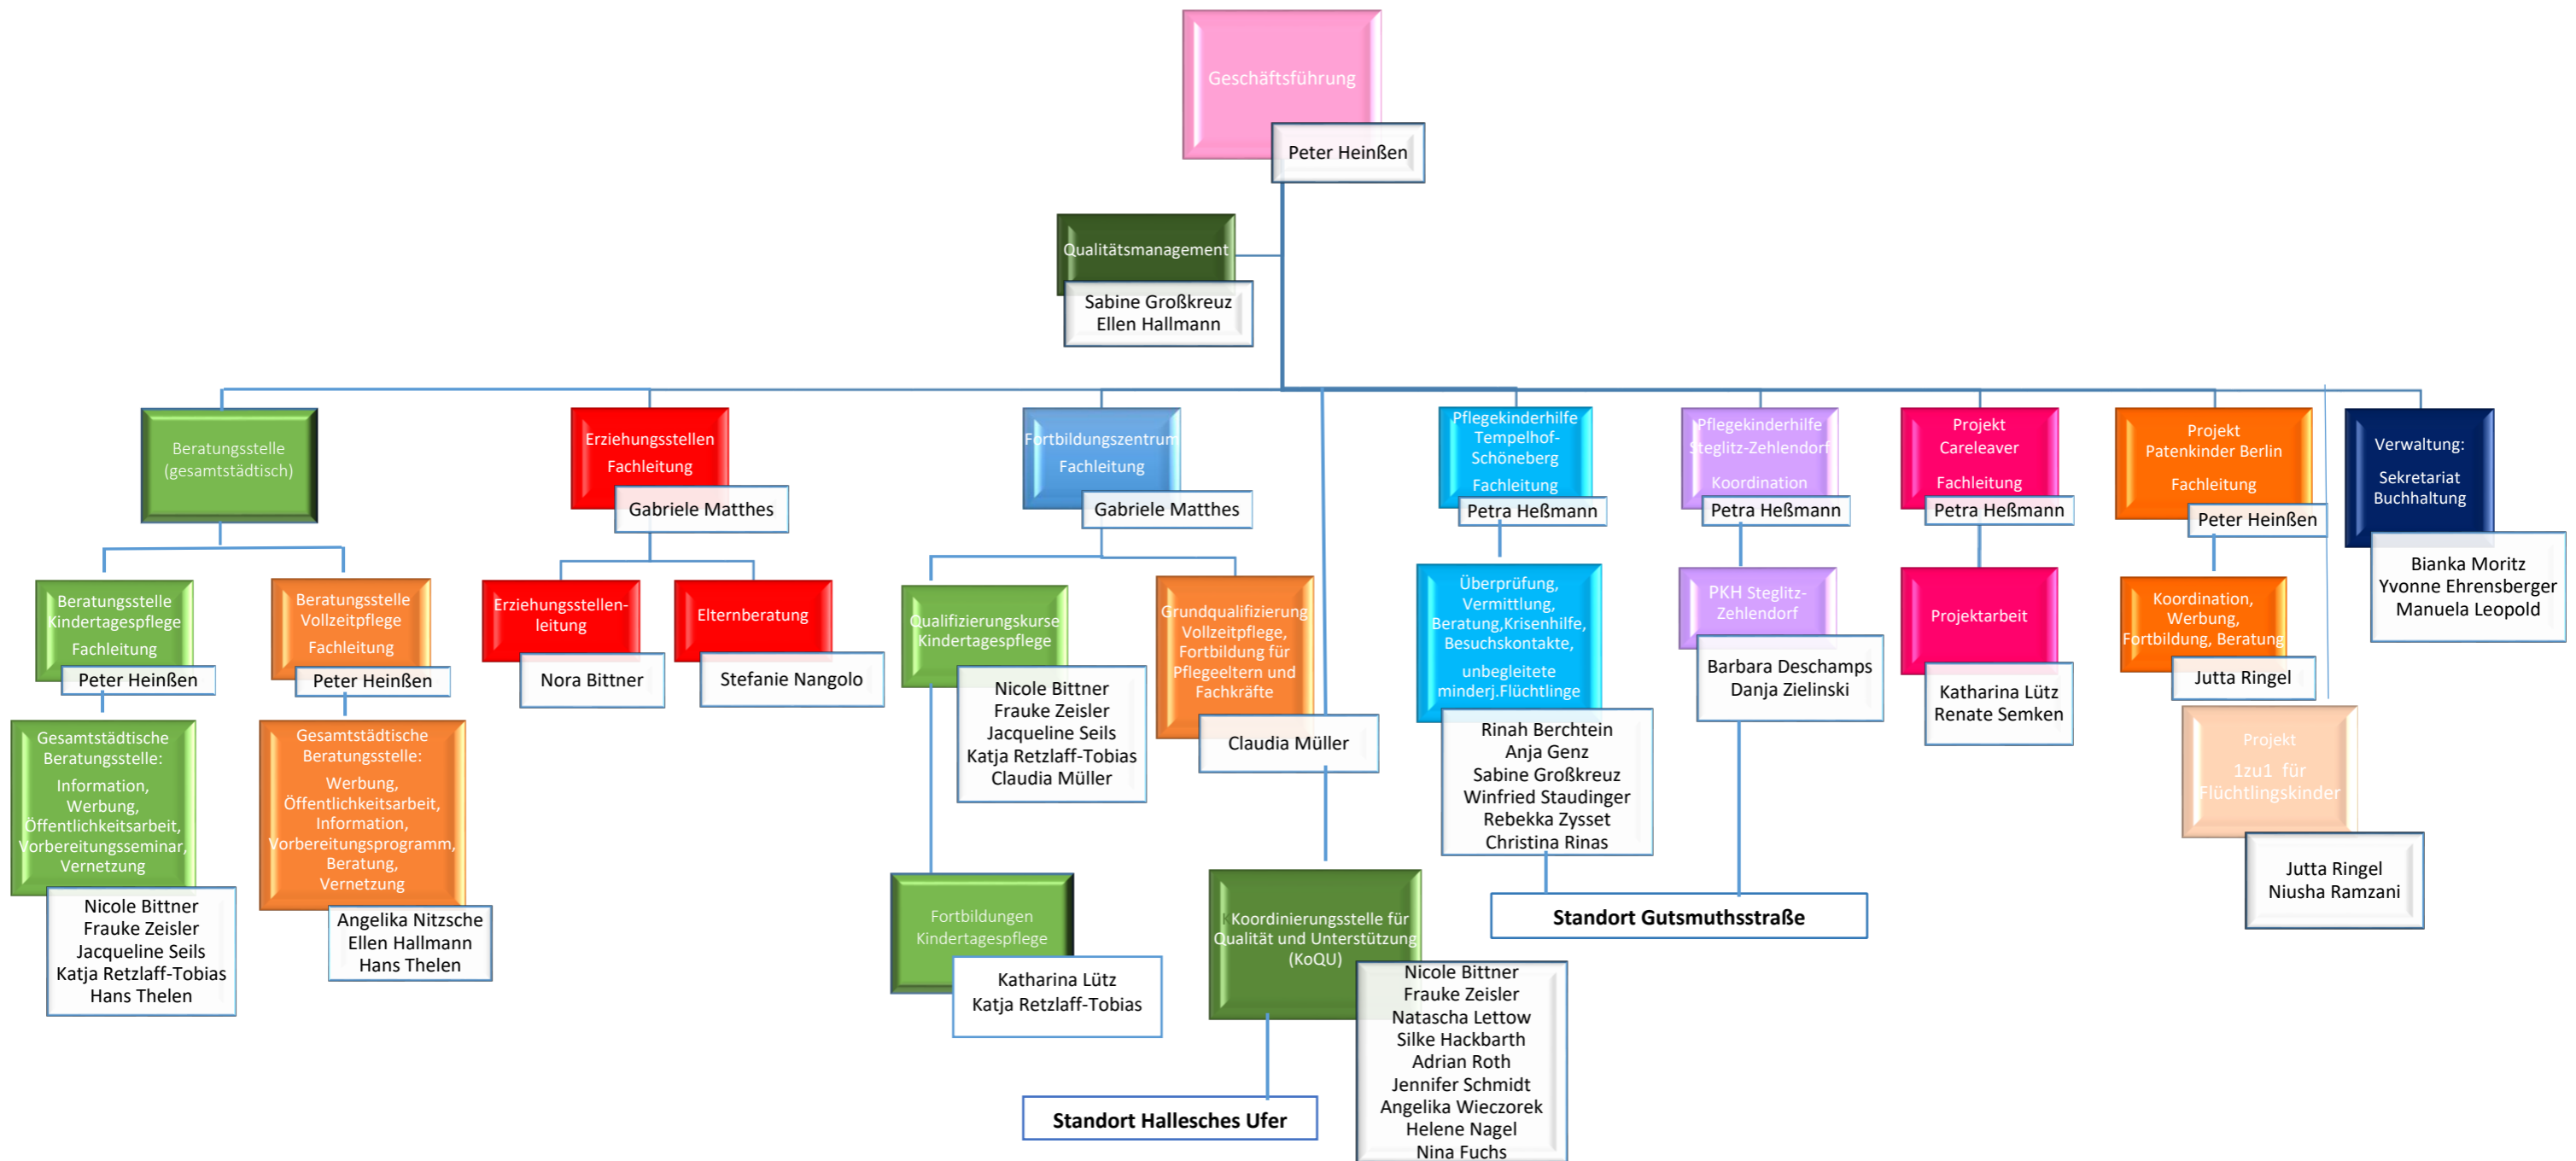 Geschäftsführung
Peter Heinßen
Qualitätsmanagement
Sabine Großkreuz
Ellen Hallmann
Beratungsstelle
(gesamtstädtisch)
Beratungsstelle
Kindertagespflege
Fachleitung
Peter Heinßen
Gesamtstädtische
Beratungsstelle:
Information,
Werbung,
Öffentlichkeitsarbeit,
Vorbereitungsseminar,
Vernetzung
Nicole Bittner
Frauke Zeisler
Jacqueline Seils
Katja Retzlaff-Tobias
Hans Thelen
Beratungsstelle
Vollzeitpflege
Fachleitung
Peter Heinßen
Gesamtstädtische
Beratungsstelle:
Werbung,
Öffentlichkeitsarbeit,
Information,
Vorbereitungsprogramm,
Beratung,
Vernetzung
Angelika Nitzsche
Ellen Hallmann
Hans Thelen
Erziehungsstellen
Fachleitung
Gabriele Matthes
Erziehungsstellen-
leitung
Nora Bittner
Elternberatung
Stefanie Nangolo
Fortbildungszentrum
Fachleitung
Gabriele Matthes
Qualifizierungskurse
Kindertagespflege
Nicole Bittner
Frauke Zeisler
Jacqueline Seils
Katja Retzlaff-Tobias
Claudia Müller
Fortbildungen
Kindertagespflege
Katharina Lütz
Katja Retzlaff-Tobias
Grundqualifizierung
Vollzeitpflege,
Fortbildung für
Pflegeeltern und
Fachkräfte
Claudia Müller
KKoordinierungsstelle für
Qualität und Unterstützung
(KoQU)
Nicole Bittner
Frauke Zeisler
Natascha Lettow
Silke Hackbarth
Adrian Roth
Jennifer Schmidt
Angelika Wieczorek
Helene Nagel
Nina Fuchs
Standort Hallesches Ufer
Pflegekinderhilfe
Tempelhof-
Schöneberg
Fachleitung
Petra Heßmann
Überprüfung,
Vermittlung,
Beratung,Krisenhilfe,
Besuchskontakte,
unbegleitete
minderj.Flüchtlinge
Rinah Berchtein
Anja Genz
Sabine Großkreuz
Winfried Staudinger
Rebekka Zysset
Christina Rinas
Pflegekinderhilfe
Steglitz-Zehlendorf
Koordination
Petra Heßmann
PKH Steglitz-
Zehlendorf
Barbara Deschamps
Danja Zielinski
Standort Gutsmuthsstraße
Projekt
Careleaver
Fachleitung
Petra Heßmann
Projektarbeit
Katharina Lütz
Renate Semken
Projekt
Patenkinder Berlin
Fachleitung
Peter Heinßen
Koordination,
Werbung,
Fortbildung, Beratung
Jutta Ringel
Projekt
1zu1 für
Flüchtlingskinder
Jutta Ringel
Niusha Ramzani
Verwaltung:
Sekretariat
Buchhaltung
Bianka Moritz
Yvonne Ehrensberger
Manuela Leopold